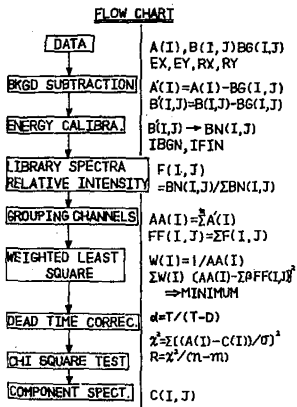 FLOW CHART
DATA
A(I),B(I,J)BG(I,J)
EX,EY,RX,RY
BKGD SUBTRACTION
A'(I)=A(I)-BG(I,J)
B'(I,J)=B(I,J)-BG(I,J)
ENERGY CALIBRA.
B'(I,J)→BN(I,J)
IBGN,IFIN
LIBRARY SPECTRA
RELATIVE INTENSITY
F(I,J)
=BN(I,J)/ΣBN(I,J)
GROUPING CHANNELS
AA(I)=ΣA'(I)
FF(I,J)=ΣF(I,J)
WEIGHTED LEAST
SQUARE
W(I)=1/AA(I)
ΣW(I) (AA(I)-ΣβFF(I,J))²
⇒MINIMUM
DEAD TIME CORREC.
α=T/(T-D)
CHI SQUARE TEST
χ²=Σ((A(I)-C(I))/σ)²
R=χ²/(n-m)
COMPONENT SPECT.
C(I,J)